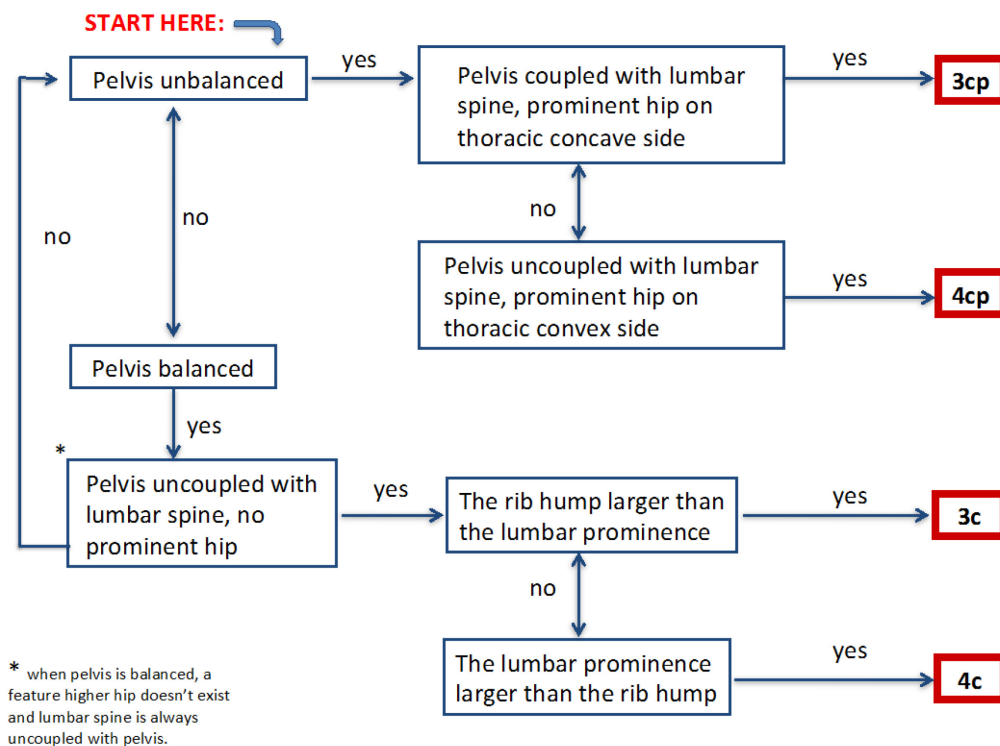 START HERE:
Pelvis unbalanced
yes
Pelvis coupled with lumbar
spine, prominent hip on
thoracic concave side
yes
3cp
no
no
no
Pelvis uncoupled with lumbar
spine, prominent hip on
thoracic convex side
yes
4cp
Pelvis balanced
yes
*
Pelvis uncoupled with
lumbar spine, no
prominent hip
yes
The rib hump larger than
the lumbar prominence
yes
3c
no
The lumbar prominence
larger than the rib hump
yes
4c
* when pelvis is balanced, a
feature higher hip doesn’t exist
and lumbar spine is always
uncoupled with pelvis.